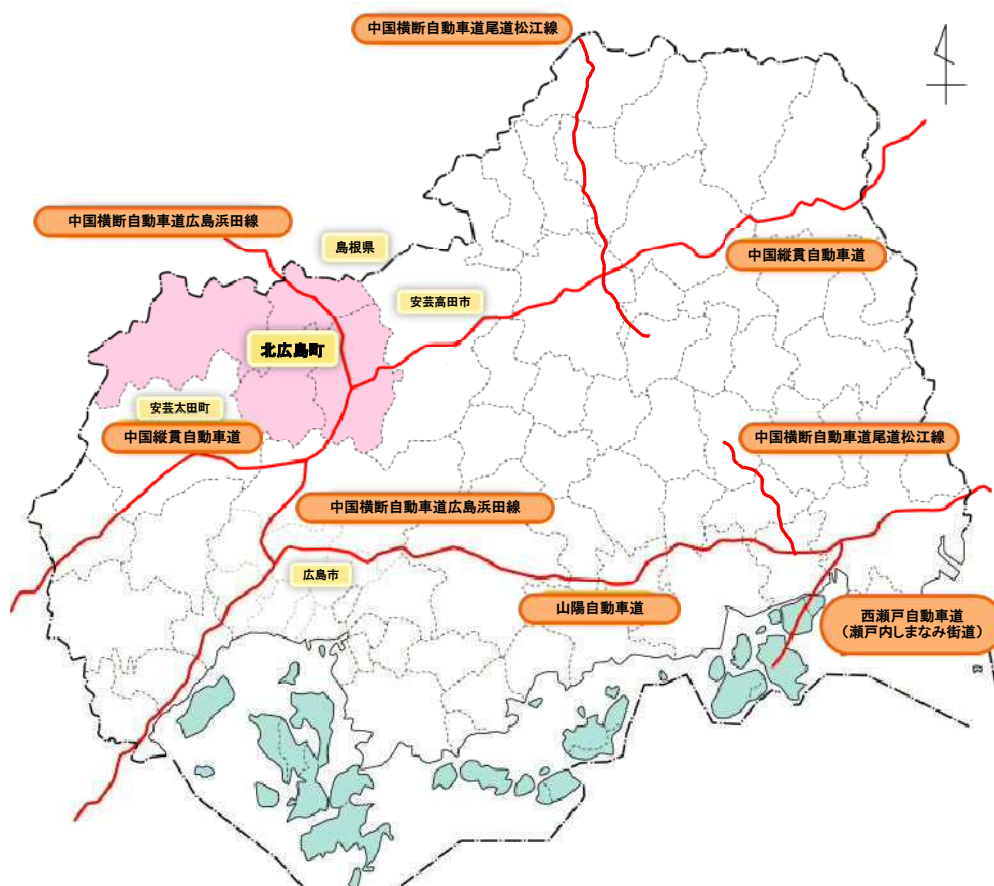 中国横断自動車道尾道松江線
中国横断自動車道広島浜田線
島根県
中国縦貫自動車道
安芸高田市
北広島町
安芸太田町
中国縦貫自動車道
中国横断自動車道尾道松江線
中国横断自動車道広島浜田線
広島市
山陽自動車道
西瀬戸自動車道
（瀬戸内しまなみ街道）